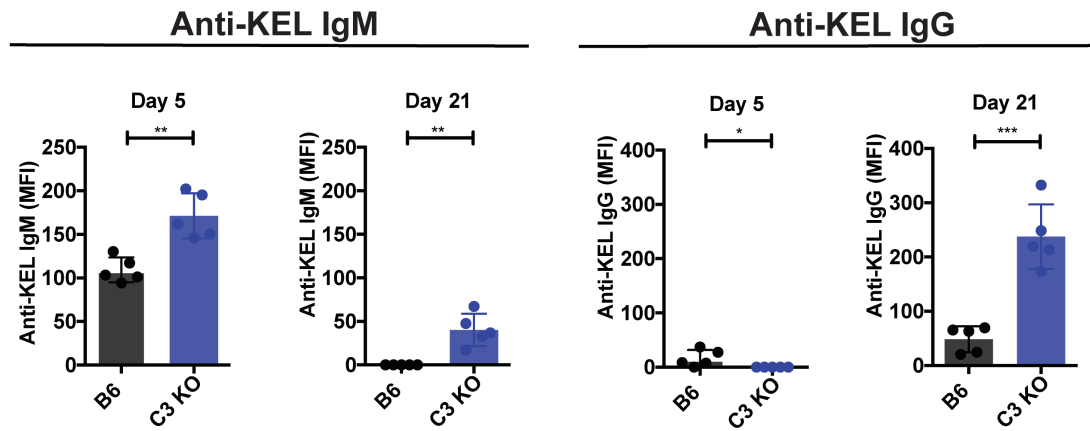 Anti-KEL IgM
Anti-KEL IgG
Day 5
**
Anti-KEL IgM (MFI)
250
200
150
100
50
0
B6
C3 KO
Day 21
**
Anti-KEL IgM (MFI)
250
200
150
100
50
0
B6
C3 KO
Day 5
*
Anti-KEL IgG (MFI)
400
300
200
100
0
B6
C3 KO
Day 21
***
Anti-KEL IgG (MFI)
400
300
200
100
0
B6
C3 KO